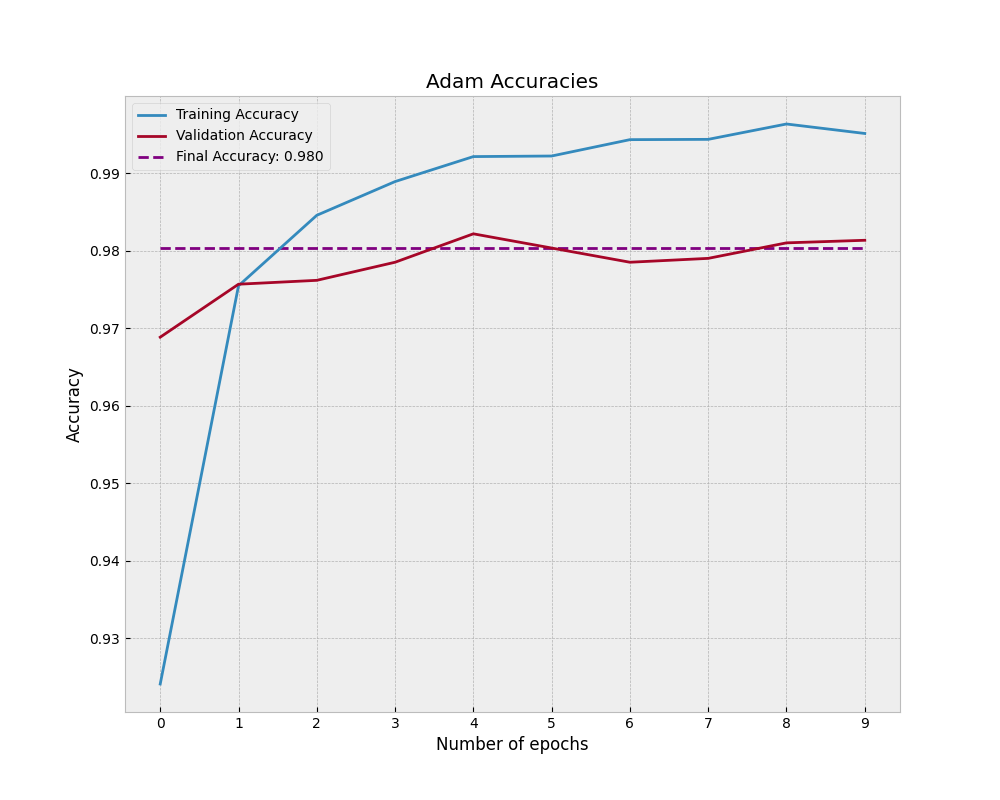 Adam Accuracies
Training Accuracy
Validation Accuracy
Final Accuracy: 0.980
0.99
0.98
0.97
0.96
0.95
0.94
0.93
Accuracy
0 1 2 3 4 5 6 7 8 9
Number of epochs